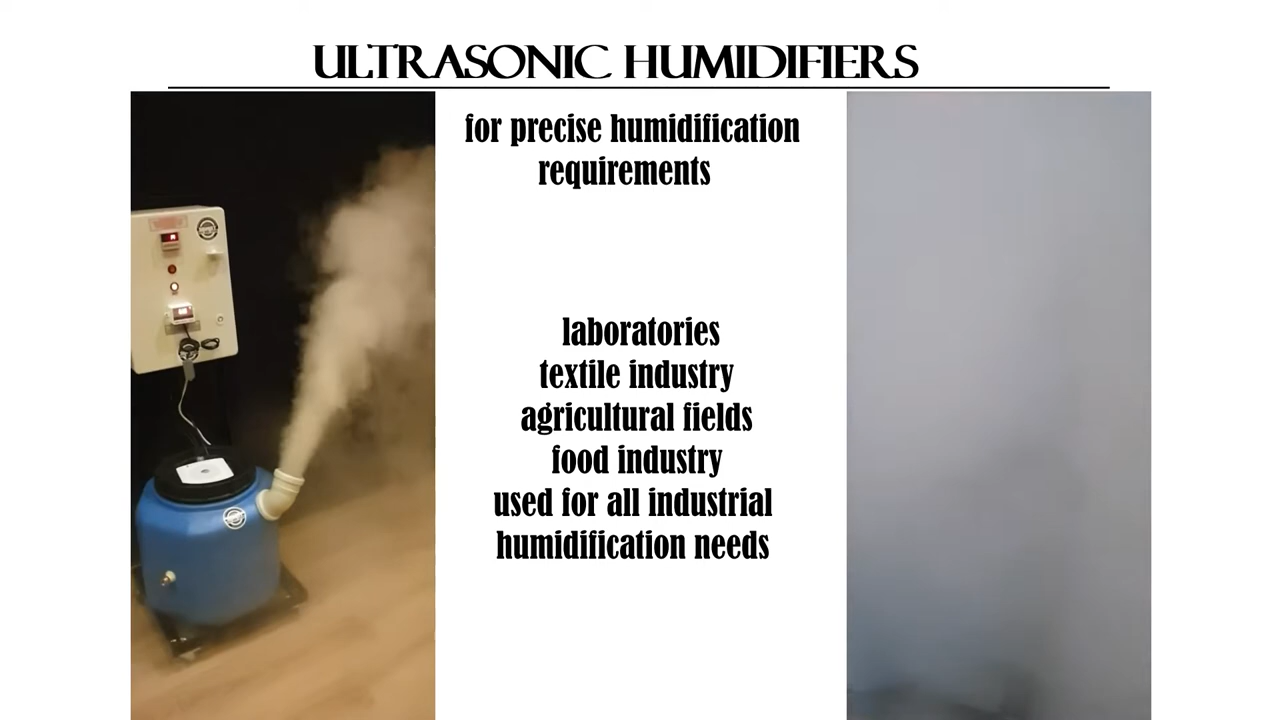 ULTRASONIC HUMIDIFIERS
for precise humidification
requirements
laboratories
textile industry
agricultural fields
food industry
used for all industrial
humidification needs